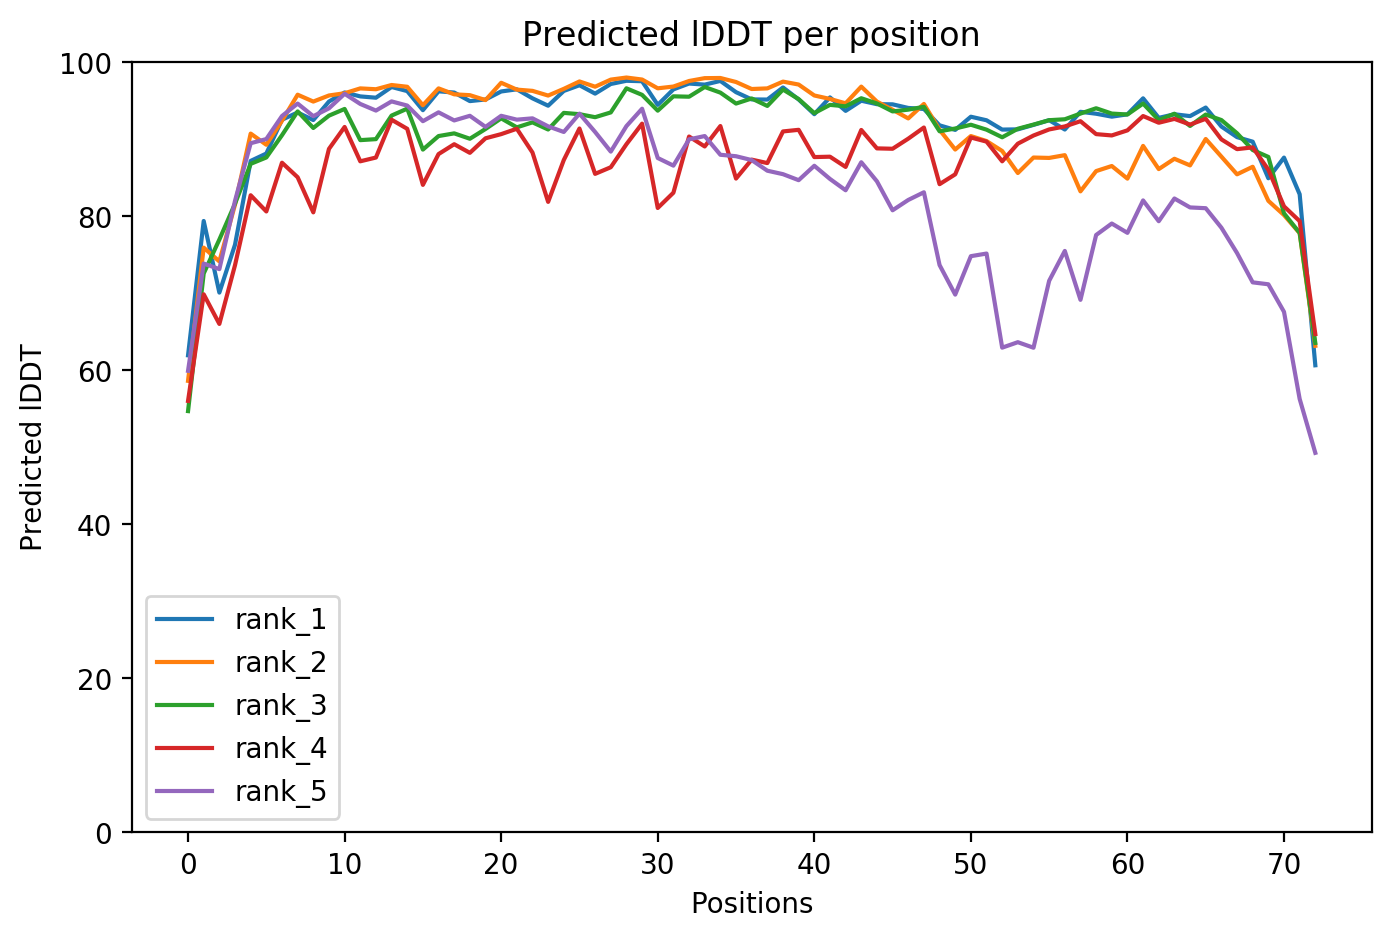 Predicted lDDT per position
100
80
60
40
20
0
Predicted lDDT
rank_1
rank_2
rank_3
rank_4
rank_5
0 10 20 30 40 50 60 70
Positions